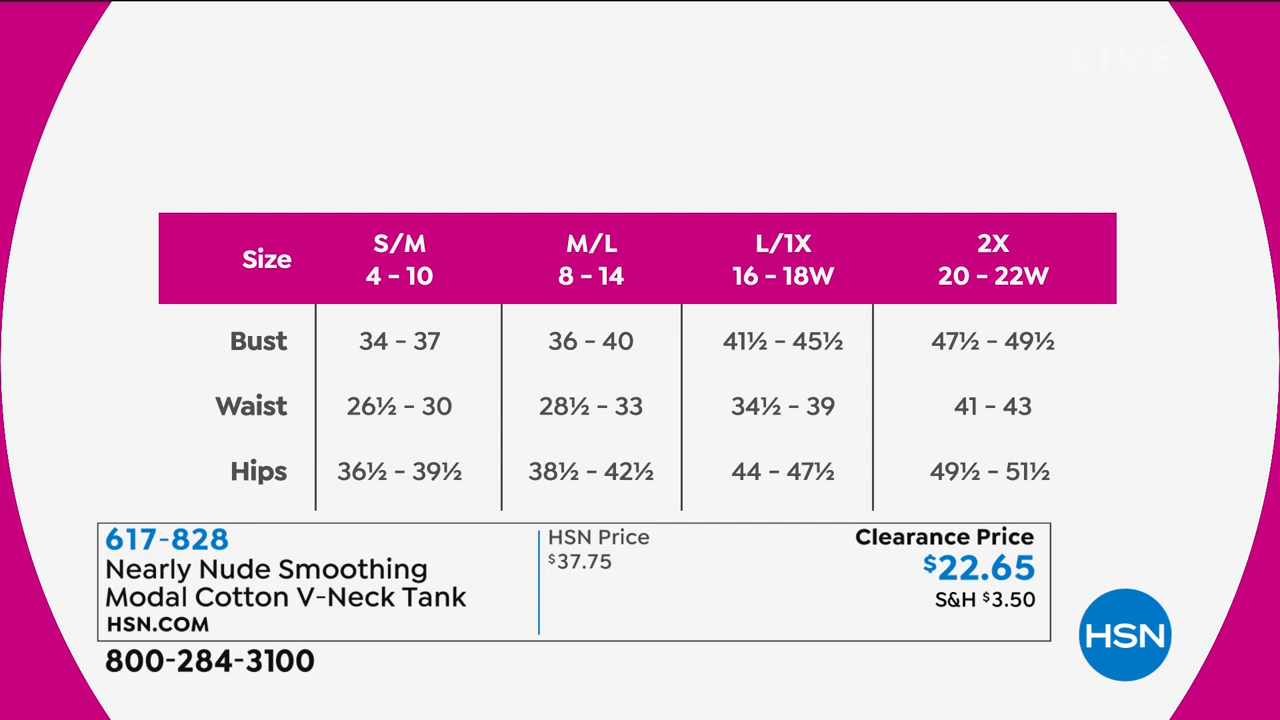 LIVE
Size S/M M/L L/1X 2X
4 – 10 8 – 14 16 – 18W 20 – 22W
Bust 34 – 37 36 – 40 41½ – 45½ 47½ – 49½
Waist 26½ – 30 28½ – 33 34½ – 39 41 – 43
Hips 36½ – 39½ 38½ – 42½ 44 – 47½ 49½ – 51½
617-828
Nearly Nude Smoothing
Modal Cotton V-Neck Tank
HSN.COM
HSN Price
$37.75
Clearance Price
$22.65
S&H $3.50
800-284-3100
HSN